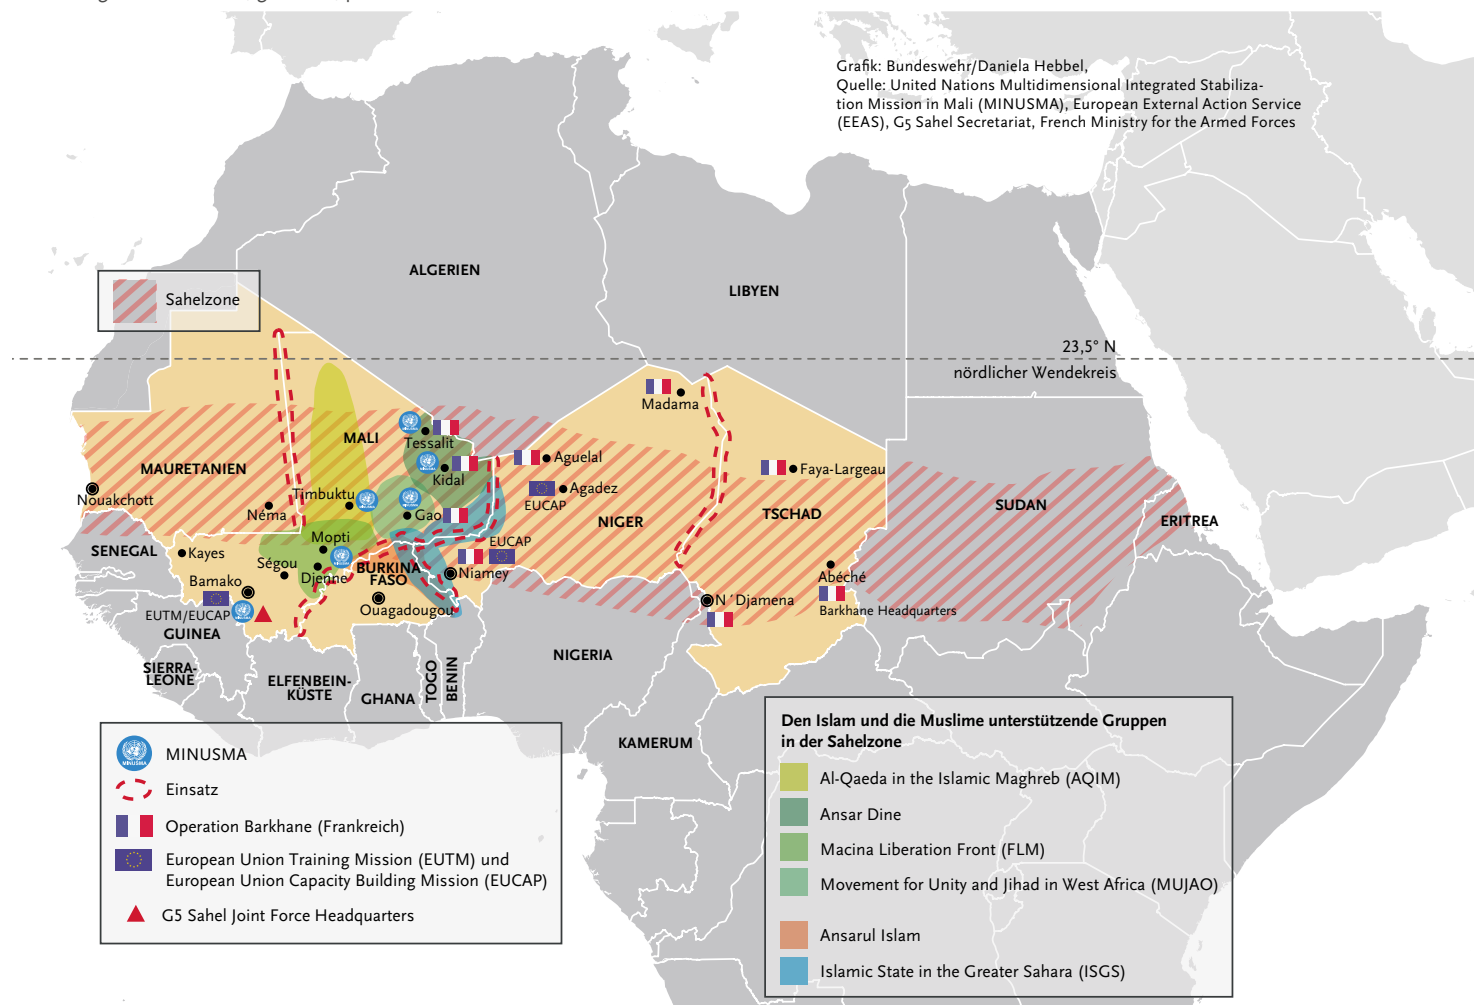 Grafik: Bundeswehr/Daniela Hebbel,
Quelle: United Nations Multidimensional Integrated Stabiliza-
tion Mission in Mali (MINUSMA), European External Action Service
(EEAS), G5 Sahel Secretariat, French Ministry for the Armed Forces
ALGERIEN
LIBYEN
Sahelzone
23,5° N
nördlicher Wendekreis
Madama
MALI
Tessalit
MAURETANIEN
Aguelal
Faya-Largeau
Kidal
Nouakchott
Timbuktu
Agadez
EUCAP
Néma
Gao
NIGER
TSCHAD
SUDAN
ERITREA
Mopti
EUCAP
SENEGAL
Kayes
Ségou
Djenne
BURKINA
FASO
Niamey
Abéché
Bamako
Ouagadougou
N´Djamena
Barkhane Headquarters
EUTM/EUCAP
GUINEA
SIERRA-
LEONE
ELFENBEIN-
KÜSTE
GHANA
TOGO
BENIN
NIGERIA
KAMERUM
MINUSMA
MINUSMA
Einsatz
Operation Barkhane (Frankreich)
European Union Training Mission (EUTM) und
European Union Capacity Building Mission (EUCAP)
G5 Sahel Joint Force Headquarters
Den Islam und die Muslime unterstützende Gruppen
in der Sahelzone
Al-Qaeda in the Islamic Maghreb (AQIM)
Ansar Dine
Macina Liberation Front (FLM)
Movement for Unity and Jihad in West Africa (MUJAO)
Ansarul Islam
Islamic State in the Greater Sahara (ISGS)